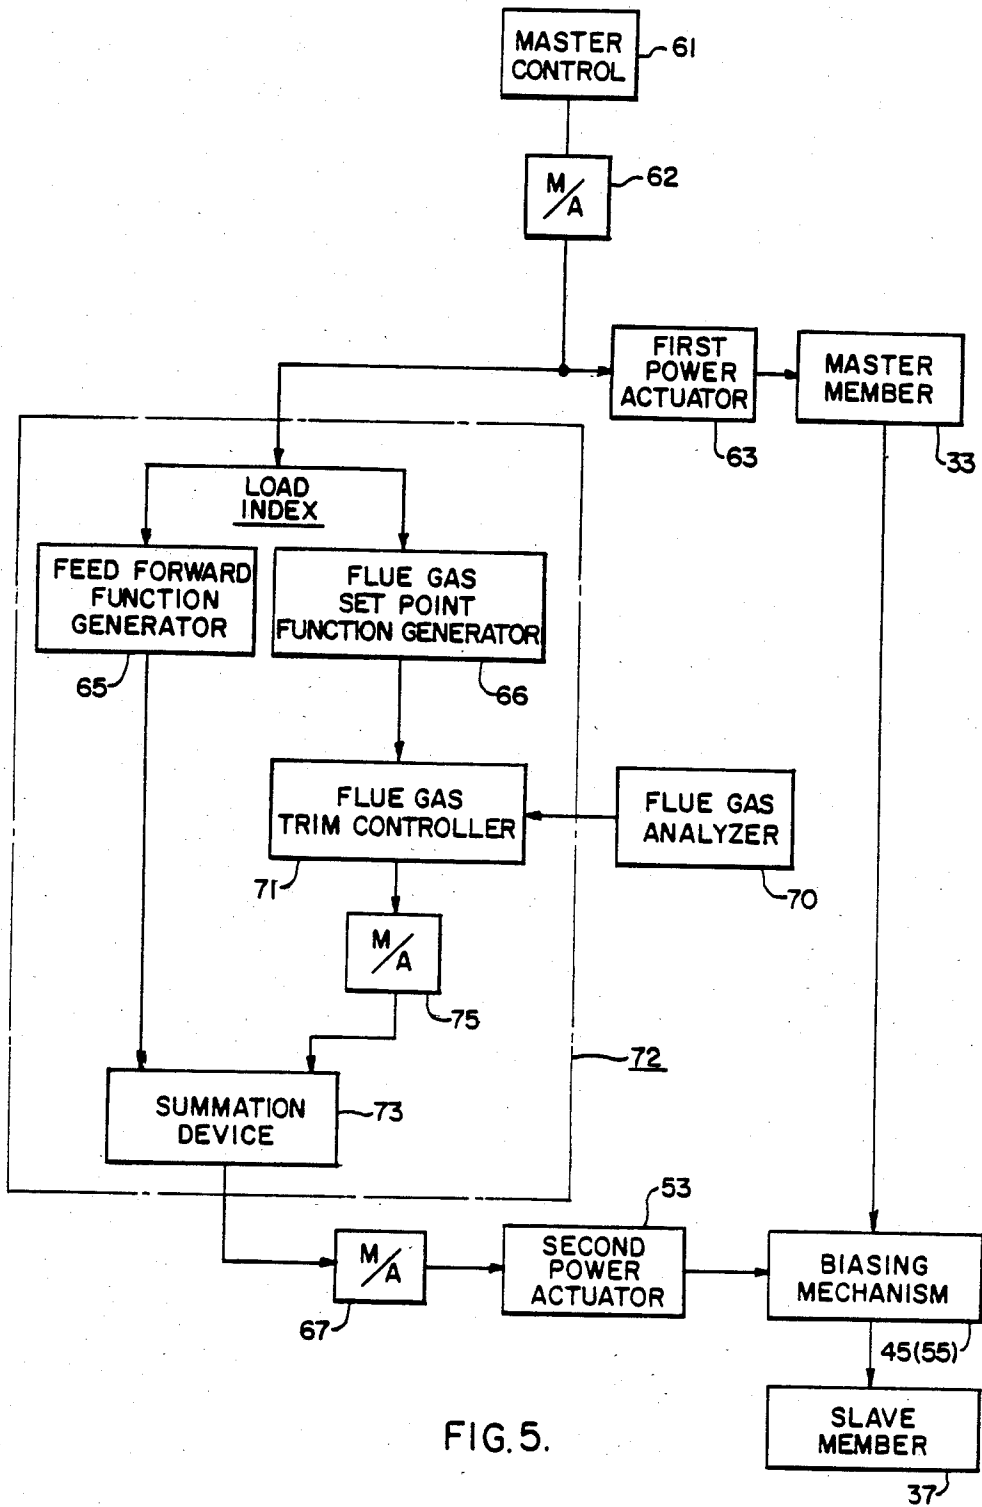 MASTER
CONTROL
61
M/A
62
FIRST
POWER
ACTUATOR
63
MASTER
MEMBER
33
LOAD
INDEX
FEED FORWARD
FUNCTION
GENERATOR
65
FLUE GAS
SET POINT
FUNCTION GENERATOR
66
FLUE GAS
TRIM CONTROLLER
71
FLUE GAS
ANALYZER
70
M/A
75
72
SUMMATION
DEVICE
73
M/A
67
53
SECOND
POWER
ACTUATOR
BIASING
MECHANISM
45(55)
SLAVE
MEMBER
37
FIG.5.